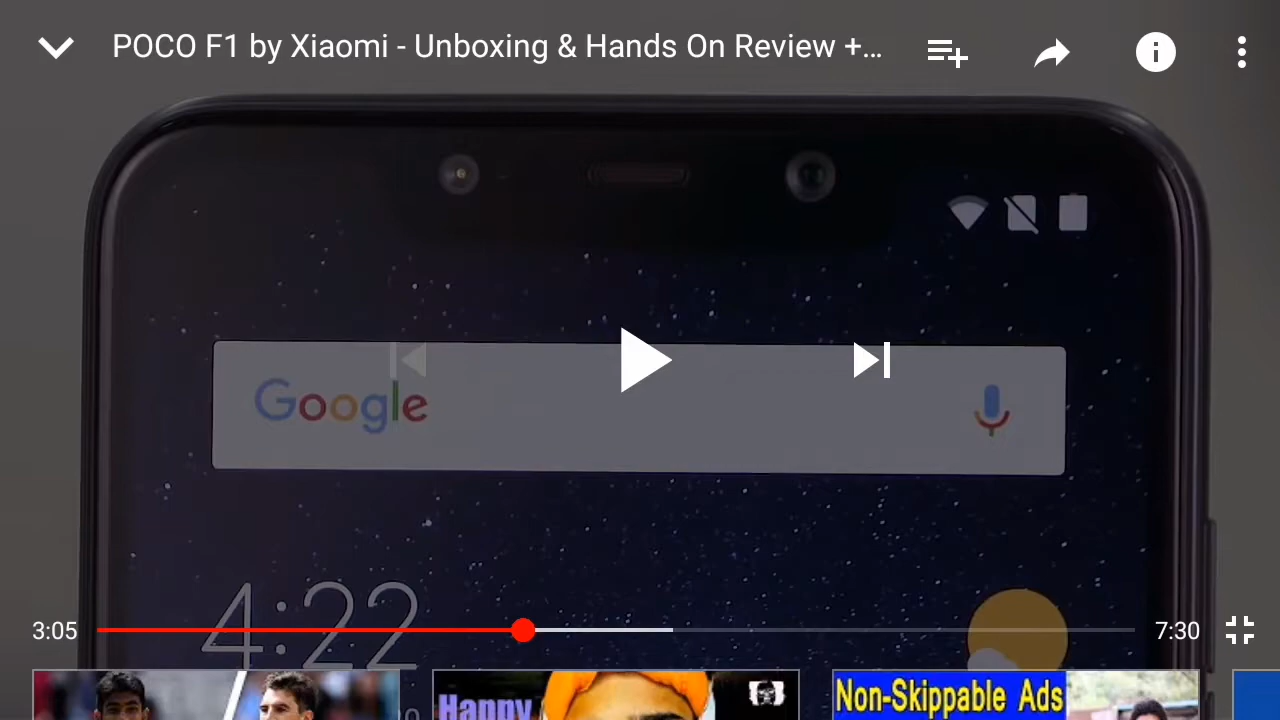 POCO F1 by Xiaomi - Unboxing & Hands On Review +...
Google
4:22
3:05
7:30
Happy
Non-Skippable Ads